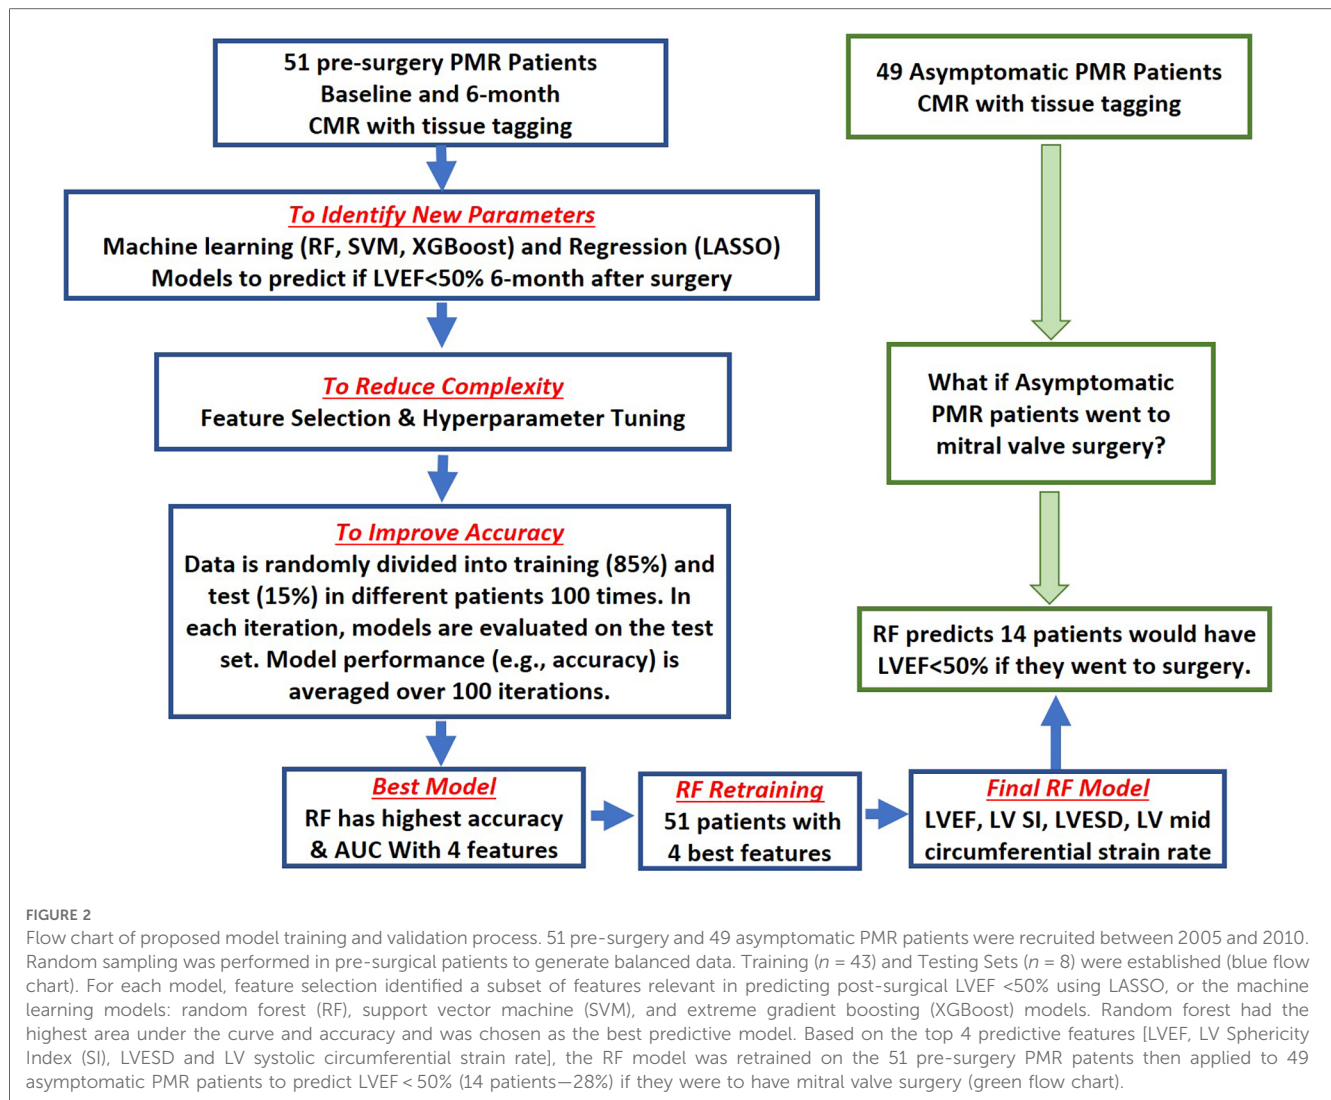 51 pre-surgery PMR Patients
Baseline and 6-month
CMR with tissue tagging
To Identify New Parameters
Machine learning (RF, SVM, XGBoost) and Regression (LASSO)
Models to predict if LVEF<50% 6-month after surgery
To Reduce Complexity
Feature Selection & Hyperparameter Tuning
To Improve Accuracy
Data is randomly divided into training (85%) and
test (15%) in different patients 100 times. In
each iteration, models are evaluated on the test
set. Model performance (e.g., accuracy) is
averaged over 100 iterations.
Best Model
RF has highest accuracy
& AUC With 4 features
RF Retraining
51 patients with
4 best features
Final RF Model
LVEF, LV SI, LVESD, LV mid
circumferential strain rate
49 Asymptomatic PMR Patients
CMR with tissue tagging
What if Asymptomatic
PMR patients went to
mitral valve surgery?
RF predicts 14 patients would have
LVEF<50% if they went to surgery.
FIGURE 2
Flow chart of proposed model training and validation process. 51 pre-surgery and 49 asymptomatic PMR patients were recruited between 2005 and 2010.
Random sampling was performed in pre-surgical patients to generate balanced data. Training (n = 43) and Testing Sets (n = 8) were established (blue flow
chart). For each model, feature selection identified a subset of features relevant in predicting post-surgical LVEF <50% using LASSO, or the machine
learning models: random forest (RF), support vector machine (SVM), and extreme gradient boosting (XGBoost) models. Random forest had the
highest area under the curve and accuracy and was chosen as the best predictive model. Based on the top 4 predictive features [LVEF, LV Sphericity
Index (SI), LVESD and LV systolic circumferential strain rate], the RF model was retrained on the 51 pre-surgery PMR patents then applied to 49
asymptomatic PMR patients to predict LVEF < 50% (14 patients—28%) if they were to have mitral valve surgery (green flow chart).